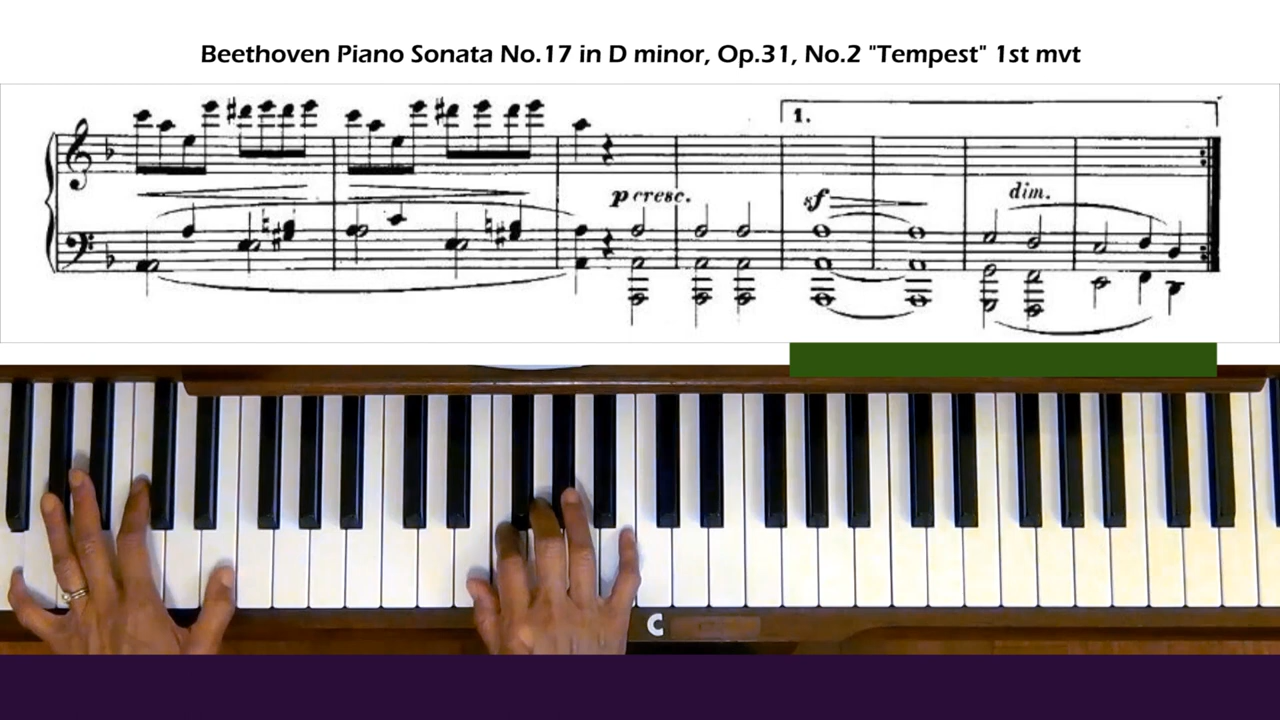 Beethoven Piano Sonata No.17 in D minor, Op.31, No.2 "Tempest" 1st mvt
1.
p cresc.
sf
dim.
C